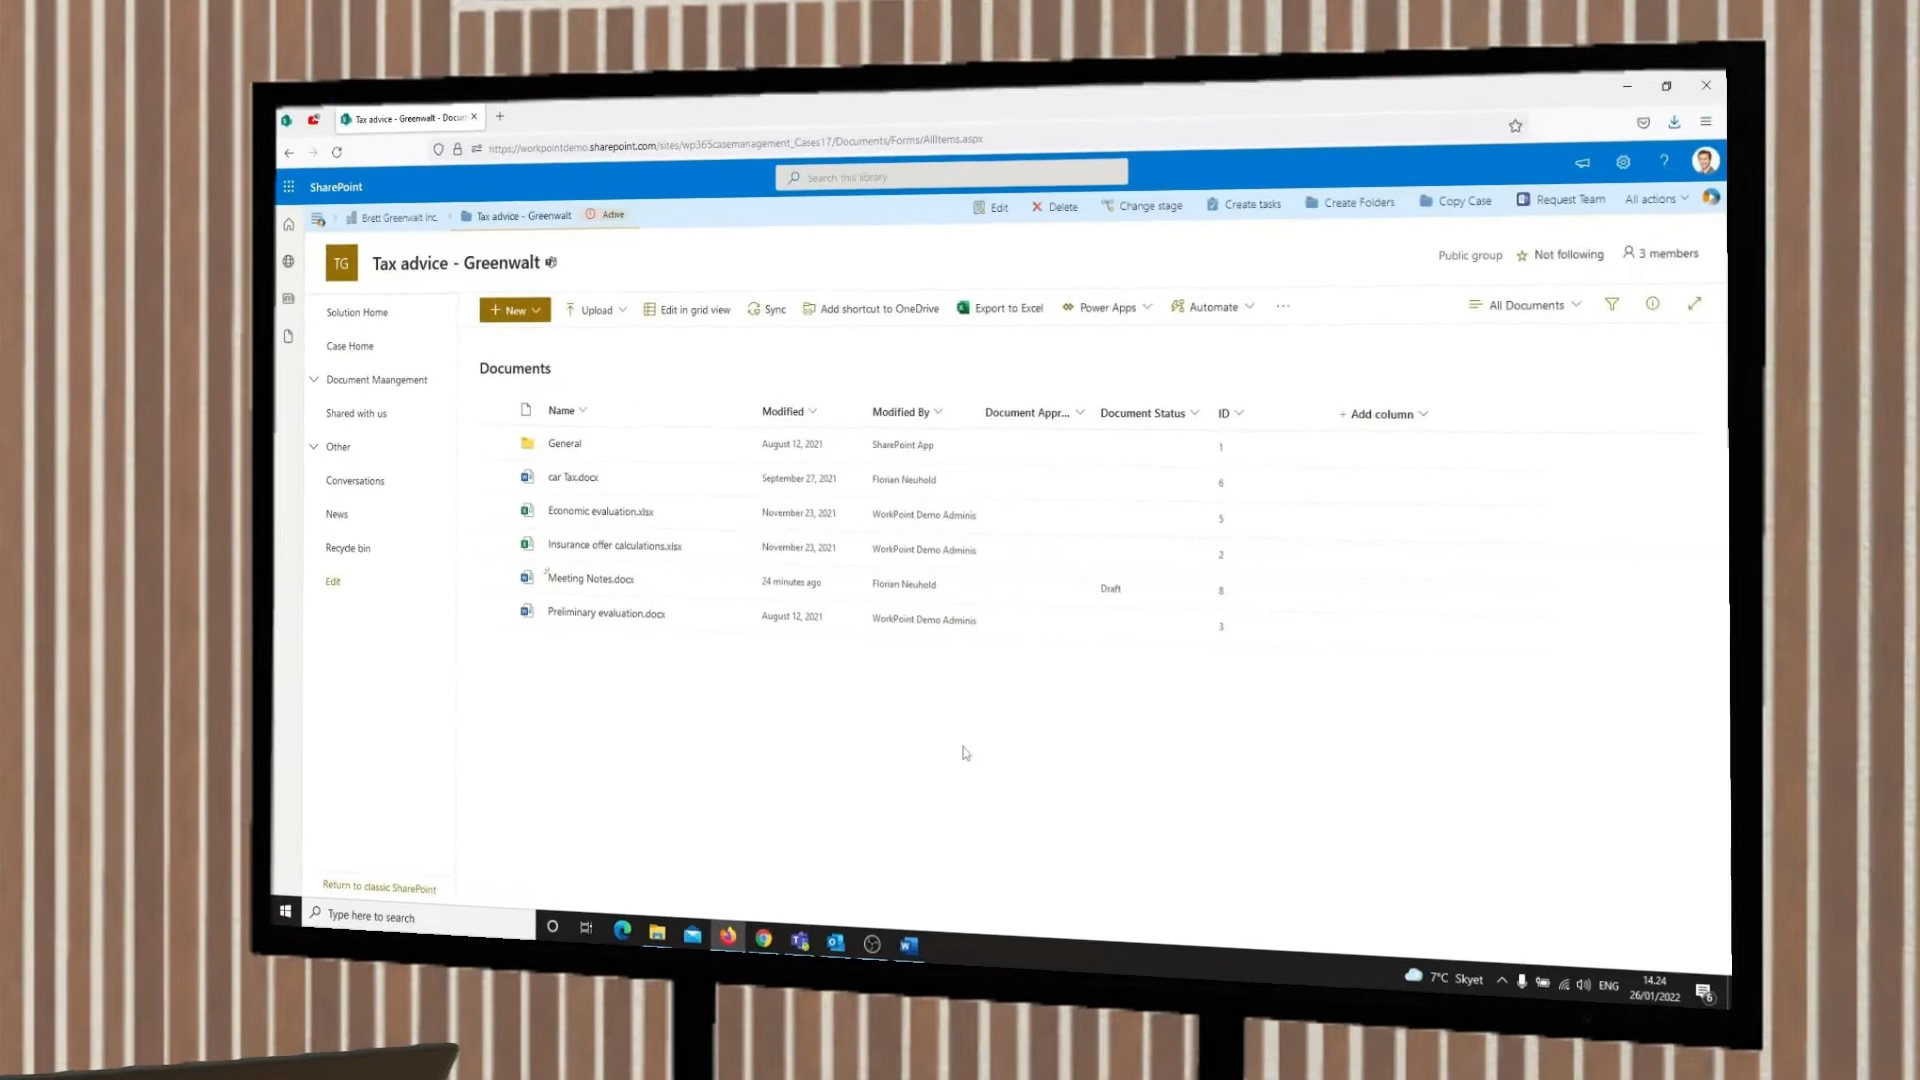 Tax advice - Greenwalt - Docum
https://workpointdemo.sharepoint.com/sites/wp365casemanagement_Cases17/Documents/Forms/AllItems.aspx
SharePoint
Search this library
Brett Greenwalt Inc.
Tax advice - Greenwalt
Active
Edit
Delete
Change stage
Create tasks
Create Folders
Copy Case
Request Team
All actions
TG
Tax advice - Greenwalt
Public group
Not following
3 members
Solution Home
Case Home
Document Maangement
Shared with us
Other
Conversations
News
Recycle bin
Edit
Return to classic SharePoint
+ New
Upload
Edit in grid view
Sync
Add shortcut to OneDrive
Export to Excel
Power Apps
Automate
...
All Documents
Documents
Name Modified Modified By Document Appr... Document Status ID + Add column
General August 12, 2021 SharePoint App 1
car Tax.docx September 27, 2021 Florian Neuhold 6
Economic evaluation.xlsx November 23, 2021 WorkPoint Demo Adminis 5
Insurance offer calculations.xlsx November 23, 2021 WorkPoint Demo Adminis 2
Meeting Notes.docx 24 minutes ago Florian Neuhold Draft 8
Preliminary evaluation.docx August 12, 2021 WorkPoint Demo Adminis 3
Type here to search
7°C Skyet
ENG
14.24
26/01/2022
6